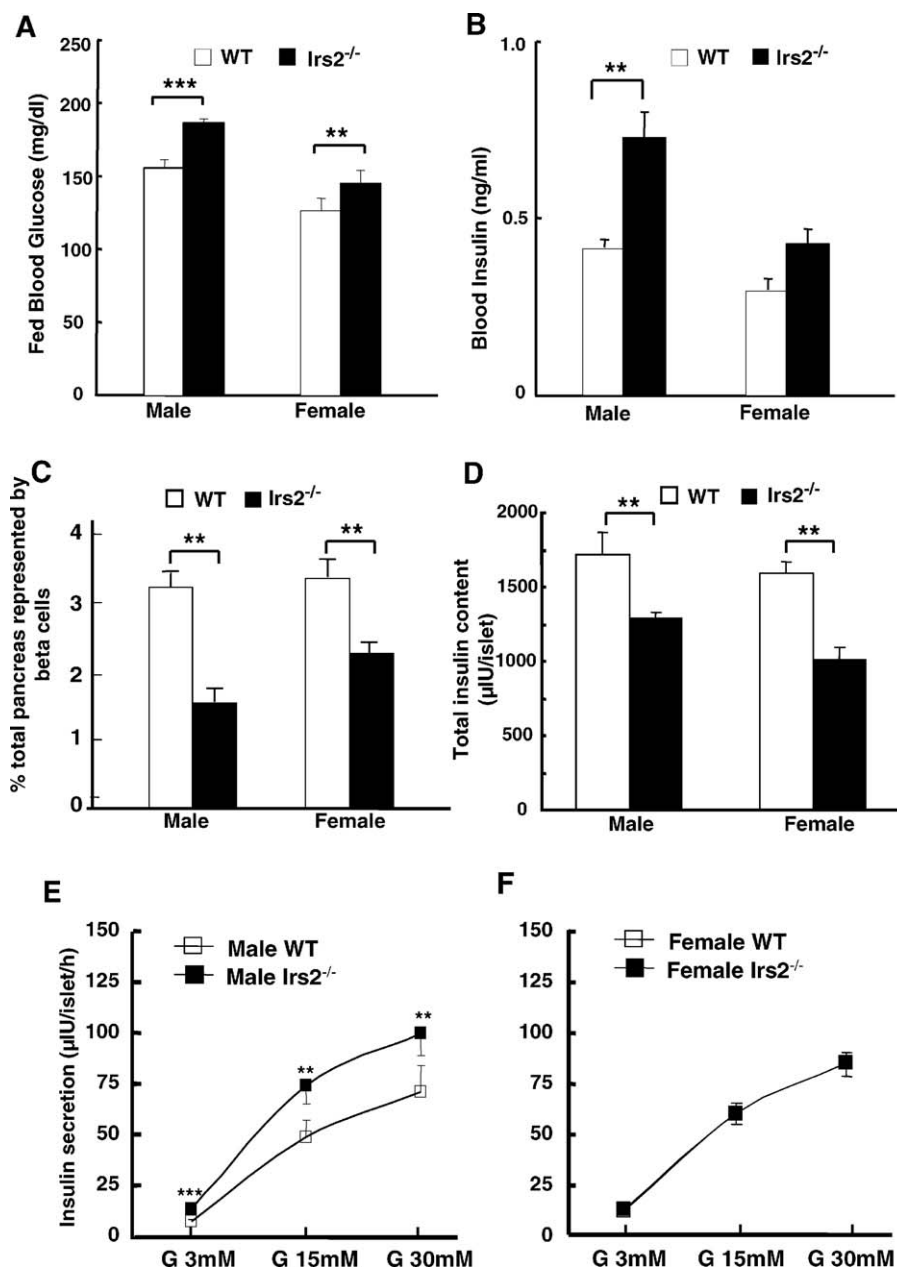 A
Fed Blood Glucose (mg/dl)
250
200
150
100
50
0
WT Irs2-/-
***
**
Male Female
B
Blood Insulin (ng/ml)
1.0
0.5
0
WT Irs2-/-
**
Male Female
C
% total pancreas represented by
beta cells
4
3
2
1
0
WT Irs2-/-
**
**
Male Female
D
Total insulin content
(µIU/islet)
2000
1500
1000
500
0
WT Irs2-/-
**
**
Male Female
E
Insulin secretion (µIU/islet/h)
150
125
100
75
50
25
0
Male WT
Male Irs2-/-
***
**
**
G 3mM G 15mM G 30mM
F
150
125
100
75
50
25
0
Female WT
Female Irs2-/-
G 3mM G 15mM G 30mM